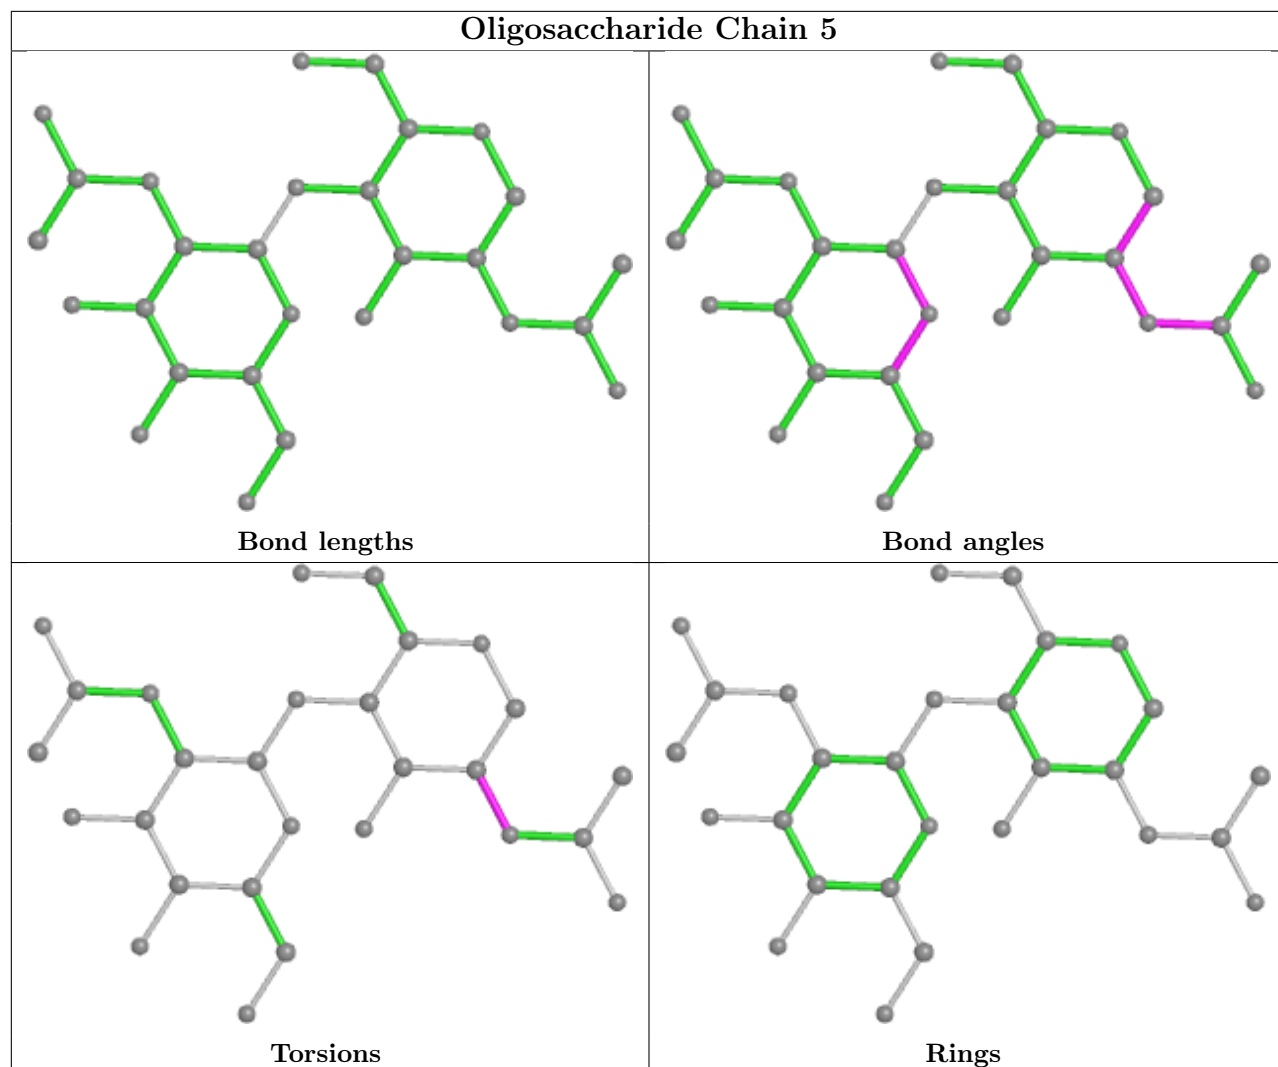 Oligosaccharide Chain 5
Bond lengths
Bond angles
Torsions
Rings